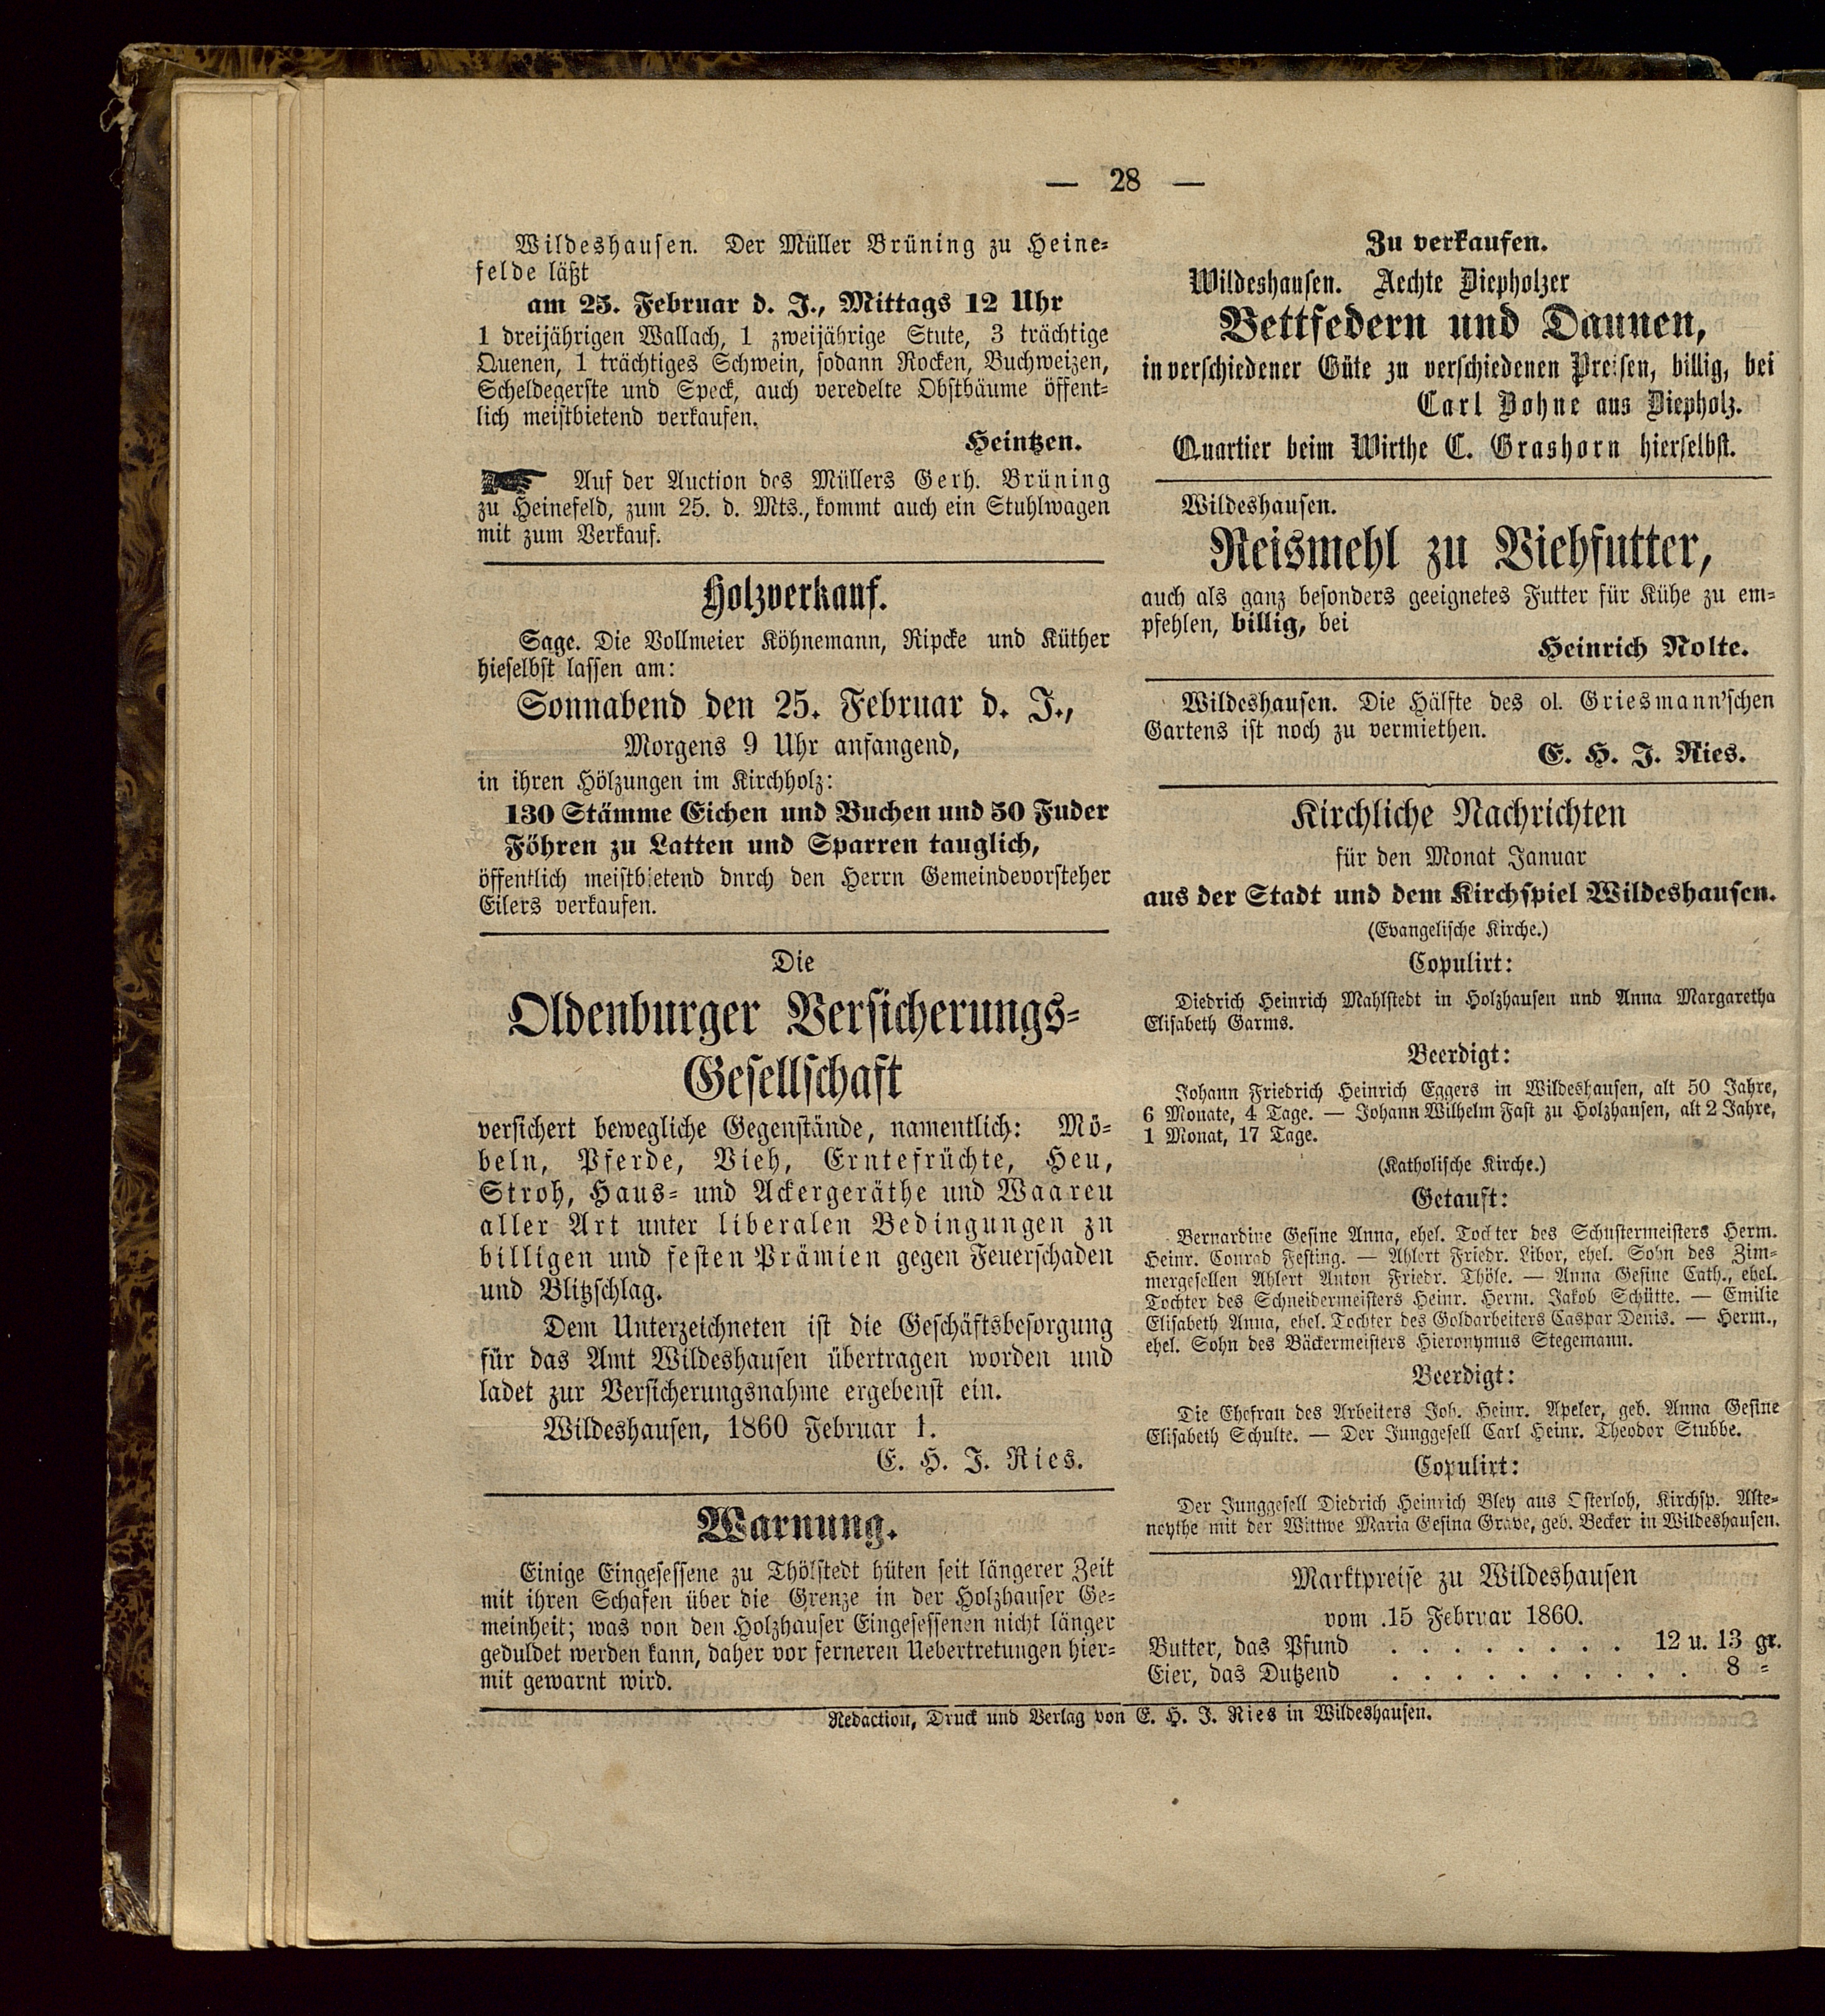 — 28 —
Wildeshausen. Der Müller Brüning zu Heine-
felde läßt
am 25. Februar d. J., Mittags 12 Uhr
1 dreijährigen Wallach, 1 zweijährige Stute, 3 trächtige
Quenen, 1 trächtiges Schwein, sodann Rocken, Buchweizen,
Scheldegerste und Speck, auch veredelte Obstbäume öffent-
lich meistbietend verkaufen.
Heintzen.
Auf der Auction des Müllers Gerh. Brüning
zu Heinefeld, zum 25. d. Mts., kommt auch ein Stuhlwagen
mit zum Verkauf.
Holzverkauf.
Sage. Die Vollmeier Köhnemann, Ripcke und Küther
hieselbst lassen am:
Sonnabend den 25. Februar d. J.,
Morgens 9 Uhr anfangend,
in ihren Hölzungen im Kirchholz:
130 Stämme Eichen und Buchen und 50 Fuder
Föhren zu Latten und Sparren tauglich,
öffentlich meistbietend dnrch den Herrn Gemeindevorsteher
Eilers verkaufen.
Die
Oldenburger Versicherungs-
Gesellschaft
versichert bewegliche Gegenstände, namentlich: Mö-
beln, Pferde, Vieh, Erntefrüchte, Heu,
Stroh, Haus- und Ackergeräthe und Waareu
aller Art unter liberalen Bedingungen zu
billigen und festen Prämien gegen Feuerschaden
und Blitzschlag.
Dem Unterzeichneten ist die Geschäftsbesorgung
für das Amt Wildeshausen übertragen worden und
ladet zur Versicherungsnahme ergebenst ein.
Wildeshausen, 1860 Februar 1.
E. H. J. Ries.
Warnung.
Einige Eingesessene zu Thölstedt hüten seit längerer Zeit
mit ihren Schafen über die Grenze in der Holzhauser Ge-
meinheit; was von den Holzhauser Eingesessenen nicht länger
geduldet werden kann, daher vor ferneren Uebertretungen hier-
mit gewarnt wird.
Zu verkaufen.
Wildeshausen. Aechte Diepholzer
Bettfedern und Daunen,
in verschiedener Güte zu verschiedenen Preisen, billig, bei
Carl Bohne aus Diepholz.
Quartier beim Wirthe C. Grashorn hierselbst.
Wildeshausen.
Reismehl zu Viehfutter,
auch als ganz besonders geeignetes Futter für Kühe zu em-
pfehlen, billig, bei
Heinrich Nolte.
Wildeshausen. Die Hälfte des ol. Griesmann'schen
Gartens ist noch zu vermiethen.
E. H. J. Ries.
Kirchliche Nachrichten
für den Monat Januar
aus der Stadt und dem Kirchspiel Wildeshausen.
(Evangelische Kirche.)
Copulirt:
Diedrich Heinrich Mahlstedt in Holzhausen und Anna Margaretha
Elisabeth Garms.
Beerdigt:
Johann Friedrich Heinrich Eggers in Wildeshausen, alt 50 Jahre,
6 Monate, 4 Tage. — Johann Wilhelm Fast zu Holzhausen, alt 2 Jahre,
1 Monat, 17 Tage.
(Katholische Kirche.)
Getauft:
Bernardine Gesine Anna, ehel. Tochter des Schustermeisters Herm.
Heinr. Conrad Festing. — Ahlert Friedr. Libor, ehel. Sohn des Zim-
mergesellen Ahlert Anton Friedr. Thöle. — Anna Gesine Cath., ehel.
Tochter des Schneidermeisters Heinr. Herm. Jakob Schütte. — Emilie
Elisabeth Anna, ehel. Tochter des Goldarbeiters Caspar Denis. — Herm.,
ehel. Sohn des Bäckermeisters Hieronymus Stegemann.
Beerdigt:
Die Ehefrau des Arbeiters Joh. Heinr. Apeler, geb. Anna Gesine
Elisabeth Schulte. — Der Junggesell Carl Heinr. Theodor Stubbe.
Copulirt:
Der Junggesell Diedrich Heinrich Bley aus Osterloh, Kirchsp. Alte-
noythe mit der Wittwe Maria Gesina Grave, geb. Becker in Wildeshausen.
Marktpreise zu Wildeshausen
vom .15 Februar 1860.
Butter, das Pfund . . . . . . . . 12 u. 13 gr.
Eier, das Dutzend . . . . . . . . . . 8 =
Redaction, Druck und Verlag von E. H. J. Ries in Wildeshausen.